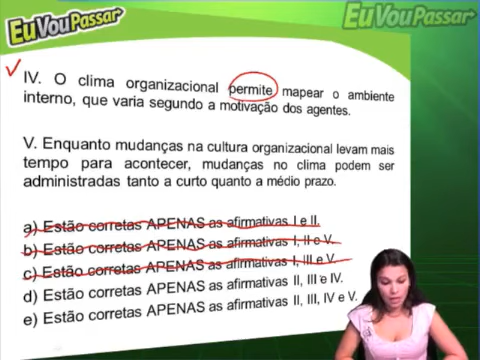 EuVouPassar
EuVouPassar
IV. O clima organizacional permite mapear o ambiente
interno, que varia segundo a motivação dos agentes.
V. Enquanto mudanças na cultura organizacional levam mais
tempo para acontecer, mudanças no clima podem ser
administradas tanto a curto quanto a médio prazo.
a) Estão corretas APENAS as afirmativas I e II.
b) Estão corretas APENAS as afirmativas I, II e V.
c) Estão corretas APENAS as afirmativas I, III e V.
d) Estão corretas APENAS as afirmativas II, III e IV.
e) Estão corretas APENAS as afirmativas II, III, IV e V.